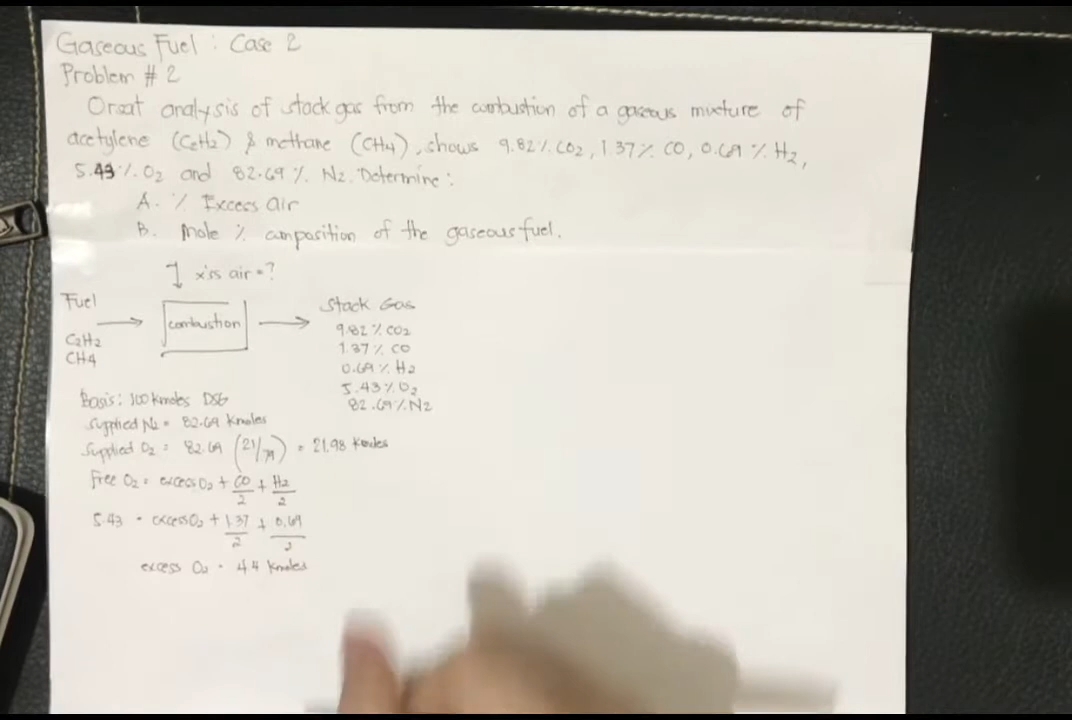 Gaseous Fuel : Case 2
Problem # 2
Orsat analysis of stack gas from the combustion of a gaseous mixture of
acetylene (C2H2) & methane (CH4), shows 9.82% CO2, 1.37% CO, 0.69% H2,
5.43% O2 and 82.69% N2. Determine:
A. % Excess air
B. Mole % composition of the gaseous fuel.
x's air = ?
Fuel
C2H2
CH4
combustion
Stack Gas
9.82% CO2
1.37% CO
0.69% H2
5.43% O2
82.69% N2
Basis: 100 kmoles DSG
Supplied N2 = 82.69 kmoles
Supplied O2 = 82.69 (21/79) = 21.98 kmoles
Free O2 = excess O2 + CO/2 + H2/2
5.43 = excess O2 + 1.37/2 + 0.69/2
excess O2 = 4.4 kmoles